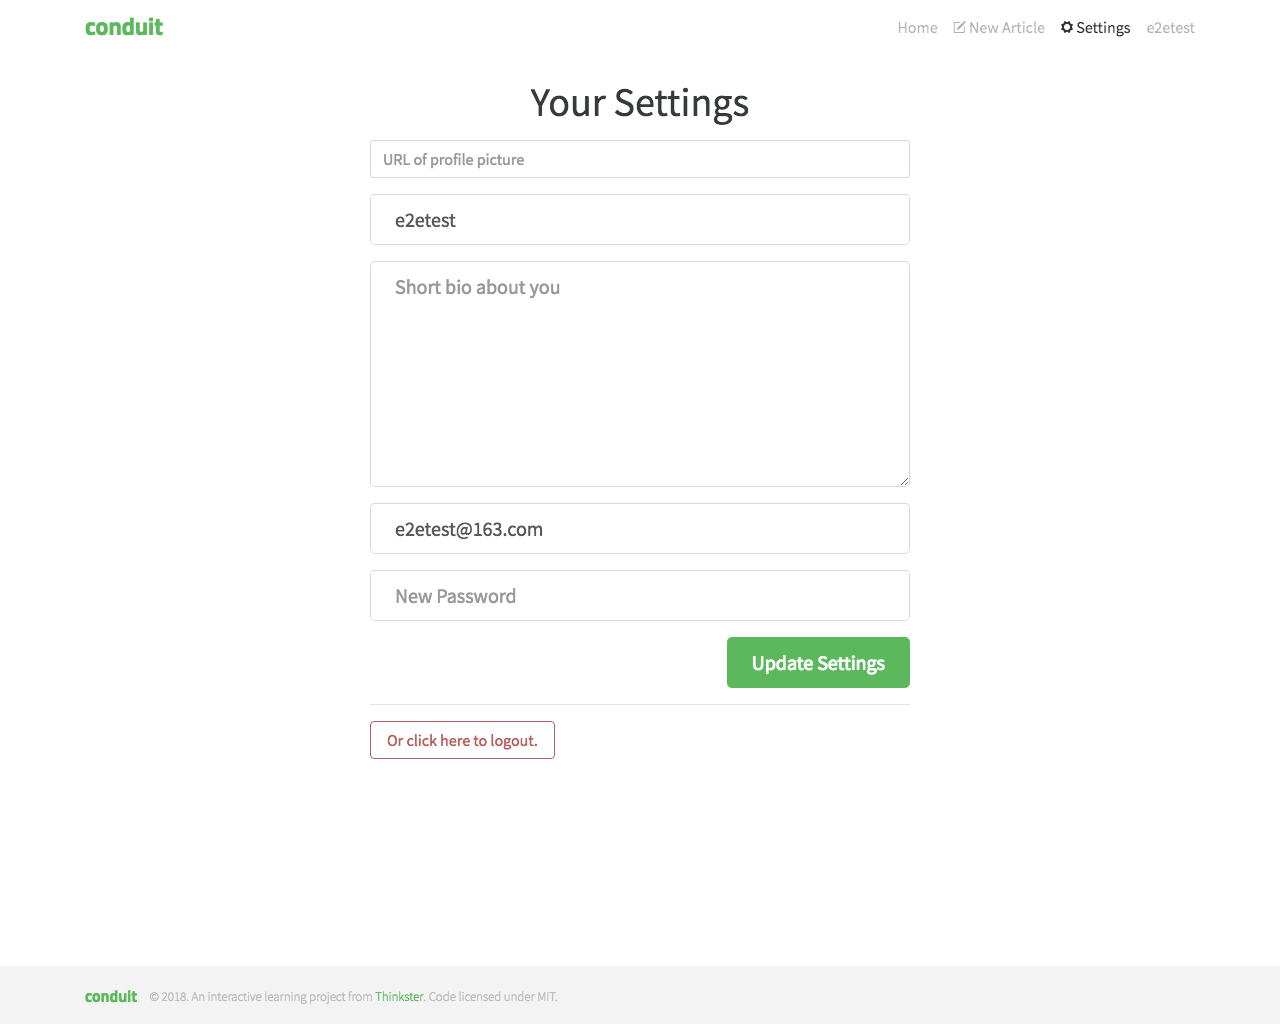 conduit
Home New Article Settings e2etest
Your Settings
URL of profile picture
e2etest
Short bio about you
e2etest@163.com
New Password
Update Settings
Or click here to logout.
conduit © 2018. An interactive learning project from Thinkster. Code licensed under MIT.